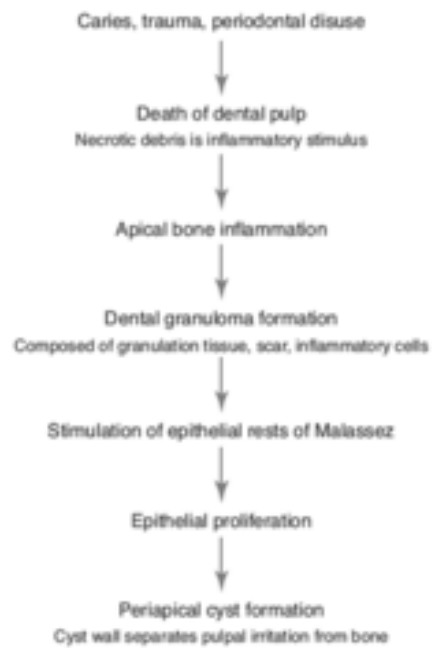 Caries, trauma, periodontal disuse
Death of dental pulp
Necrotic debris is inflammatory stimulus
Apical bone inflammation
Dental granuloma formation
Composed of granulation tissue, scar, inflammatory cells
Stimulation of epithelial rests of Malassez
Epithelial proliferation
Periapical cyst formation
Cyst wall separates pulpal irritation from bone